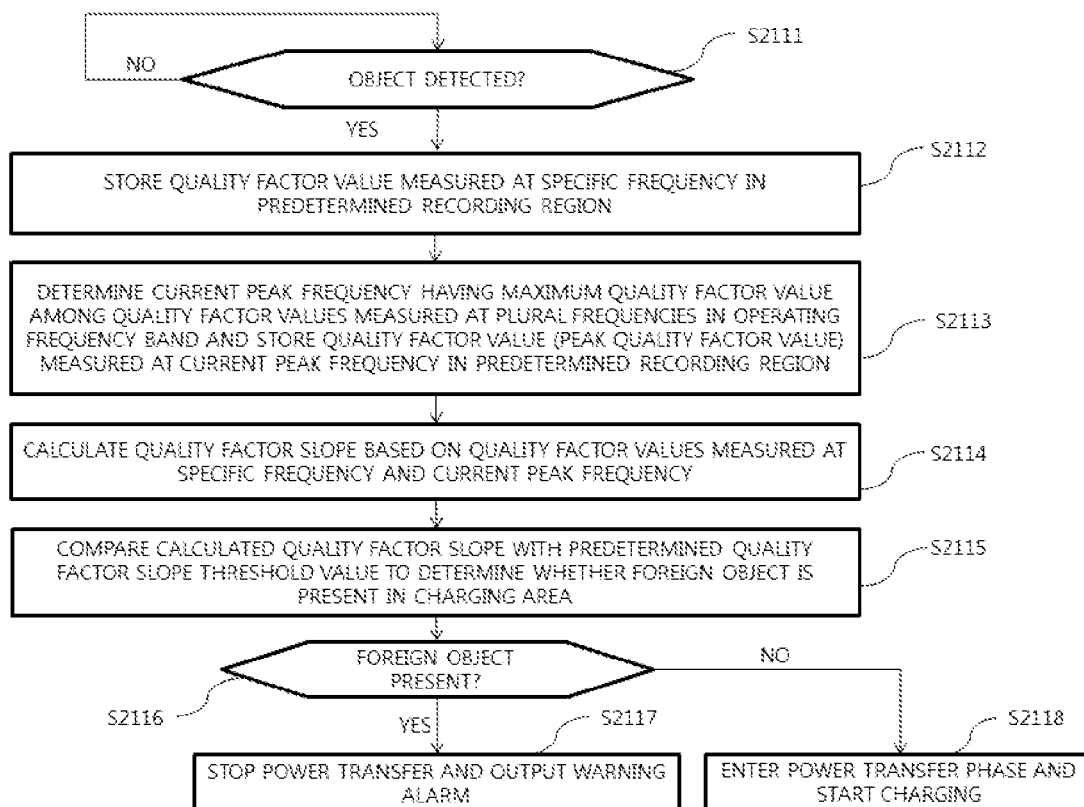 S2111
NO
OBJECT DETECTED?
YES
S2112
STORE QUALITY FACTOR VALUE MEASURED AT SPECIFIC FREQUENCY IN
PREDETERMINED RECORDING REGION
DETERMINE CURRENT PEAK FREQUENCY HAVING MAXIMUM QUALITY FACTOR VALUE
AMONG QUALITY FACTOR VALUES MEASURED AT PLURAL FREQUENCIES IN OPERATING
FREQUENCY BAND AND STORE QUALITY FACTOR VALUE (PEAK QUALITY FACTOR VALUE)
MEASURED AT CURRENT PEAK FREQUENCY IN PREDETERMINED RECORDING REGION
S2113
CALCULATE QUALITY FACTOR SLOPE BASED ON QUALITY FACTOR VALUES MEASURED AT
SPECIFIC FREQUENCY AND CURRENT PEAK FREQUENCY
S2114
COMPARE CALCULATED QUALITY FACTOR SLOPE WITH PREDETERMINED QUALITY
FACTOR SLOPE THRESHOLD VALUE TO DETERMINE WHETHER FOREIGN OBJECT IS
PRESENT IN CHARGING AREA
S2115
FOREIGN OBJECT
PRESENT?
NO
S2116
YES
S2117
S2118
STOP POWER TRANSFER AND OUTPUT WARNING
ALARM
ENTER POWER TRANSFER PHASE AND
START CHARGING